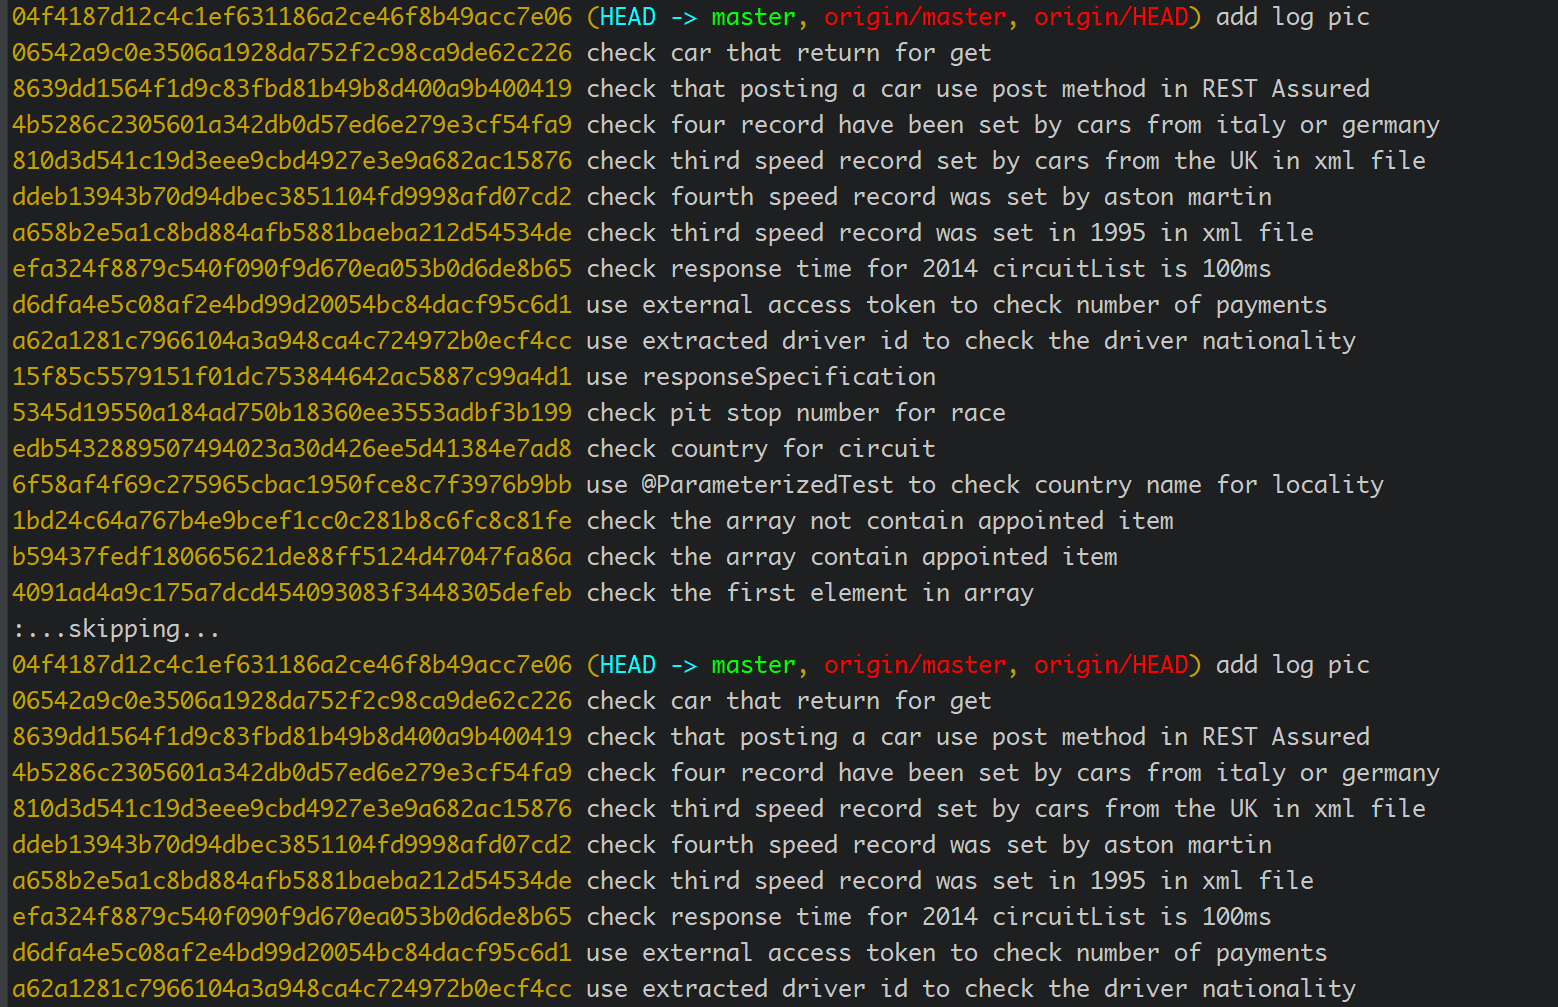 04f4187d12c4c1ef631186a2ce46f8b49acc7e06 (HEAD -> master, origin/master, origin/HEAD) add log pic
06542a9c0e3506a1928da752f2c98ca9de62c226 check car that return for get
8639dd1564f1d9c83fbd81b49b8d400a9b400419 check that posting a car use post method in REST Assured
4b5286c2305601a342db0d57ed6e279e3cf54fa9 check four record have been set by cars from italy or germany
810d3d541c19d3eee9cbd4927e3e9a682ac15876 check third speed record set by cars from the UK in xml file
ddeb13943b70d94dbec3851104fd9998afd07cd2 check fourth speed record was set by aston martin
a658b2e5a1c8bd884afb5881baeba212d54534de check third speed record was set in 1995 in xml file
efa324f8879c540f090f9d670ea053b0d6de8b65 check response time for 2014 circuitList is 100ms
d6dfa4e5c08af2e4bd99d20054bc84dacf95c6d1 use external access token to check number of payments
a62a1281c7966104a3a948ca4c724972b0ecf4cc use extracted driver id to check the driver nationality
15f85c5579151f01dc753844642ac5887c99a4d1 use responseSpecification
5345d19550a184ad750b18360ee3553adbf3b199 check pit stop number for race
edb5432889507494023a30d426ee5d41384e7ad8 check country for circuit
6f58af4f69c275965cbac1950fce8c7f3976b9bb use @ParameterizedTest to check country name for locality
1bd24c64a767b4e9bcef1cc0c281b8c6fc8c81fe check the array not contain appointed item
b59437fedf180665621de88ff5124d47047fa86a check the array contain appointed item
4091ad4a9c175a7dcd454093083f3448305defeb check the first element in array
:...skipping...
04f4187d12c4c1ef631186a2ce46f8b49acc7e06 (HEAD -> master, origin/master, origin/HEAD) add log pic
06542a9c0e3506a1928da752f2c98ca9de62c226 check car that return for get
8639dd1564f1d9c83fbd81b49b8d400a9b400419 check that posting a car use post method in REST Assured
4b5286c2305601a342db0d57ed6e279e3cf54fa9 check four record have been set by cars from italy or germany
810d3d541c19d3eee9cbd4927e3e9a682ac15876 check third speed record set by cars from the UK in xml file
ddeb13943b70d94dbec3851104fd9998afd07cd2 check fourth speed record was set by aston martin
a658b2e5a1c8bd884afb5881baeba212d54534de check third speed record was set in 1995 in xml file
efa324f8879c540f090f9d670ea053b0d6de8b65 check response time for 2014 circuitList is 100ms
d6dfa4e5c08af2e4bd99d20054bc84dacf95c6d1 use external access token to check number of payments
a62a1281c7966104a3a948ca4c724972b0ecf4cc use extracted driver id to check the driver nationality